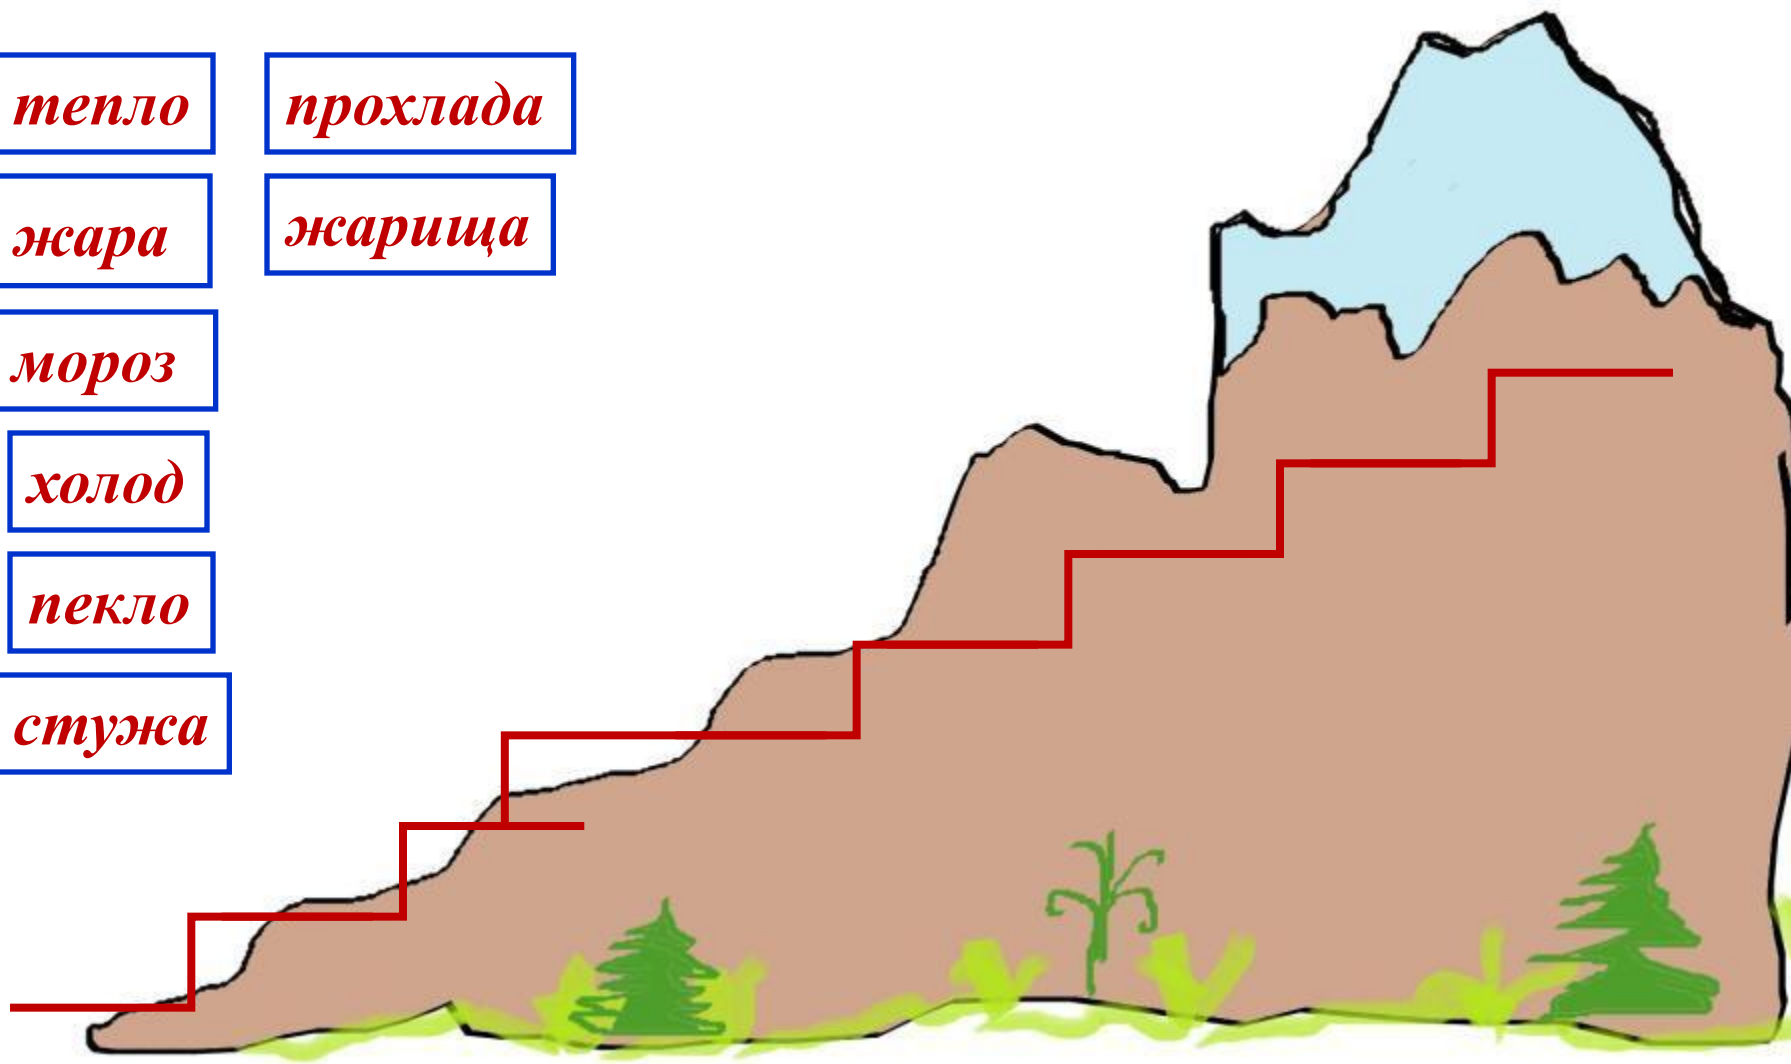 тепло
прохлада
жара
жарища
мороз
холод
пекло
стужа